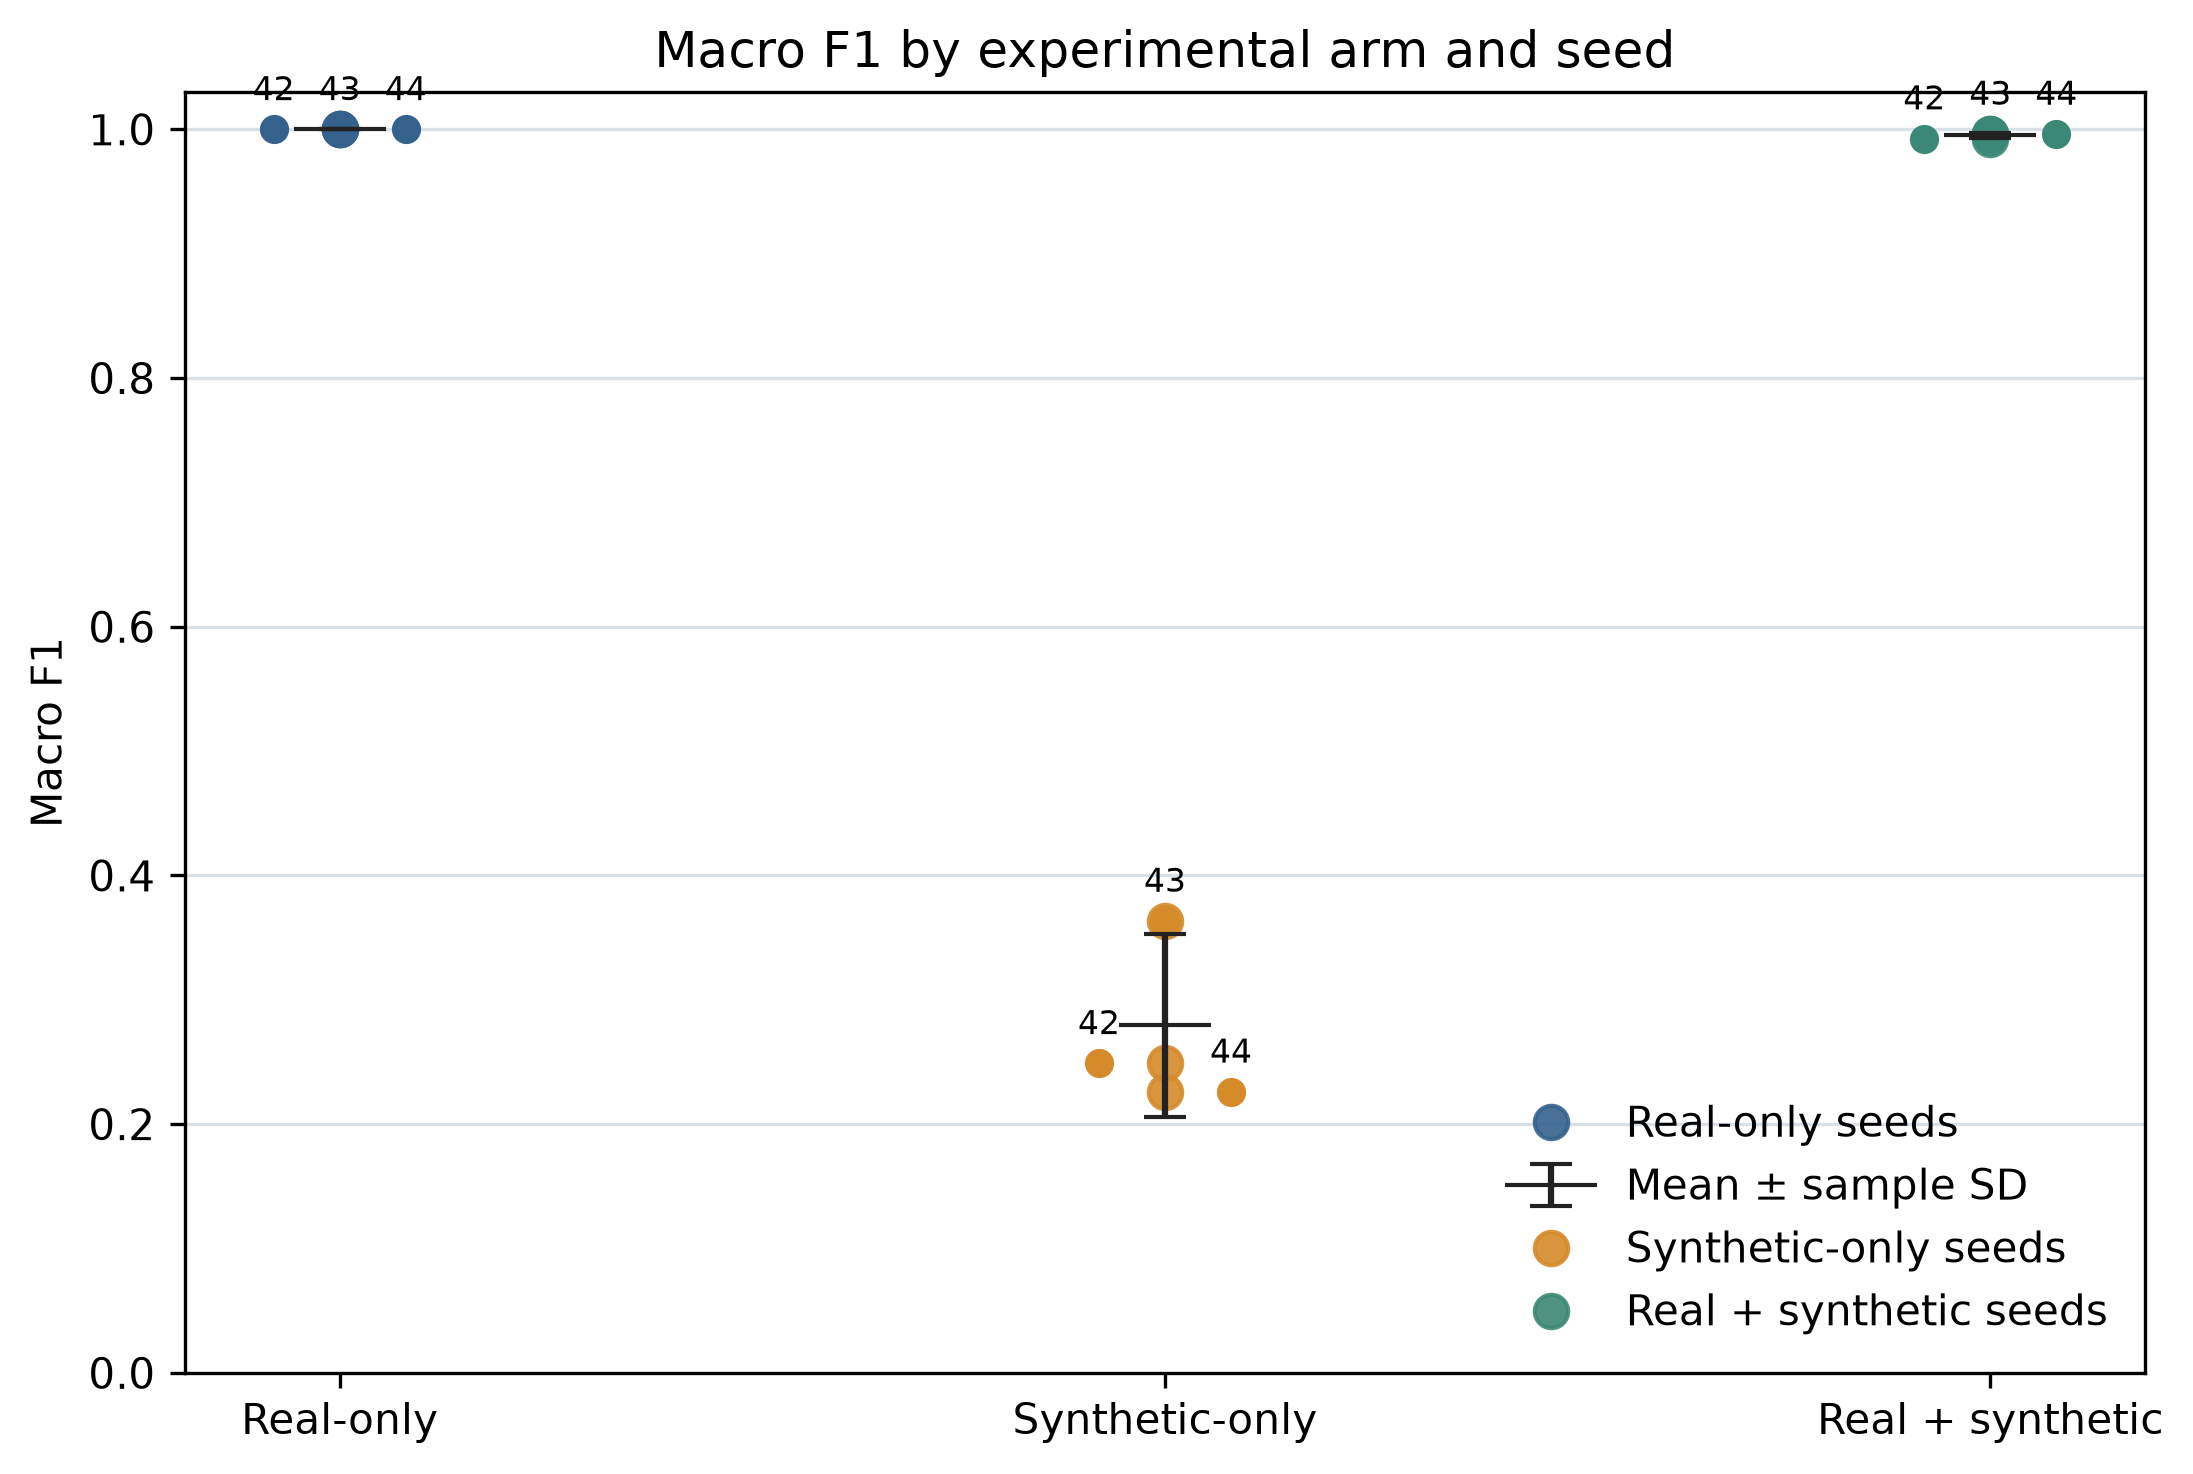 Macro F1 by experimental arm and seed
42 43 44
42 43 44
1.0
0.8
0.6
0.4
0.2
0.0
Macro F1
43
42
44
Real-only seeds
Mean ± sample SD
Synthetic-only seeds
Real + synthetic seeds
Real-only
Synthetic-only
Real + synthetic